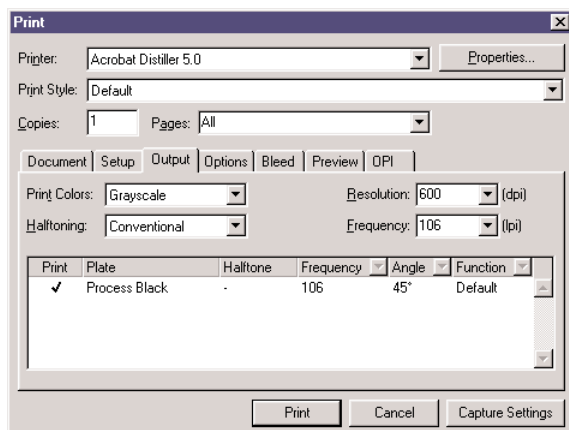 Print
Printer: Acrobat Distiller 5.0 Properties...
Print Style: Default
Copies: 1 Pages: All
Document Setup Output Options Bleed Preview OPI
Print Colors: Grayscale Resolution: 600 (dpi)
Halftoning: Conventional Frequency: 106 (lpi)
Print Plate Halftone Frequency Angle Function
✓ Process Black - 106 45° Default
Print Cancel Capture Settings